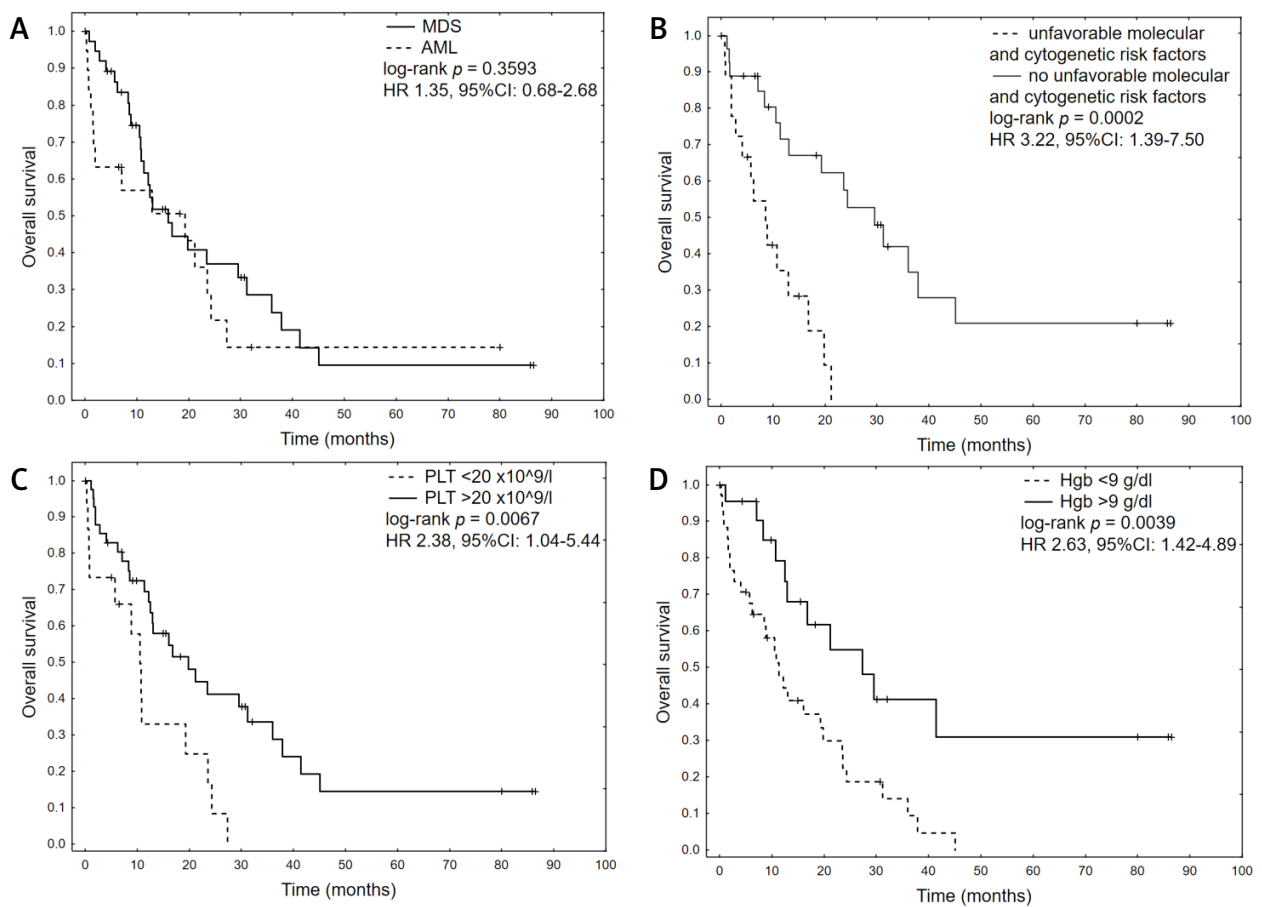 A
MDS
AML
log-rank p = 0.3593
HR 1.35, 95%CI: 0.68-2.68
Overall survival
1.0
0.9
0.8
0.7
0.6
0.5
0.4
0.3
0.2
0.1
0.0
0 10 20 30 40 50 60 70 80 90 100
Time (months)
B
unfavorable molecular
and cytogenetic risk factors
no unfavorable molecular
and cytogenetic risk factors
log-rank p = 0.0002
HR 3.22, 95%CI: 1.39-7.50
Overall survival
1.0
0.9
0.8
0.7
0.6
0.5
0.4
0.3
0.2
0.1
0.0
0 10 20 30 40 50 60 70 80 90 100
Time (months)
C
PLT <20 x10^9/l
PLT >20 x10^9/l
log-rank p = 0.0067
HR 2.38, 95%CI: 1.04-5.44
Overall survival
1.0
0.9
0.8
0.7
0.6
0.5
0.4
0.3
0.2
0.1
0.0
0 10 20 30 40 50 60 70 80 90 100
Time (months)
D
Hgb <9 g/dl
Hgb >9 g/dl
log-rank p = 0.0039
HR 2.63, 95%CI: 1.42-4.89
Overall survival
1.0
0.9
0.8
0.7
0.6
0.5
0.4
0.3
0.2
0.1
0.0
0 10 20 30 40 50 60 70 80 90 100
Time (months)